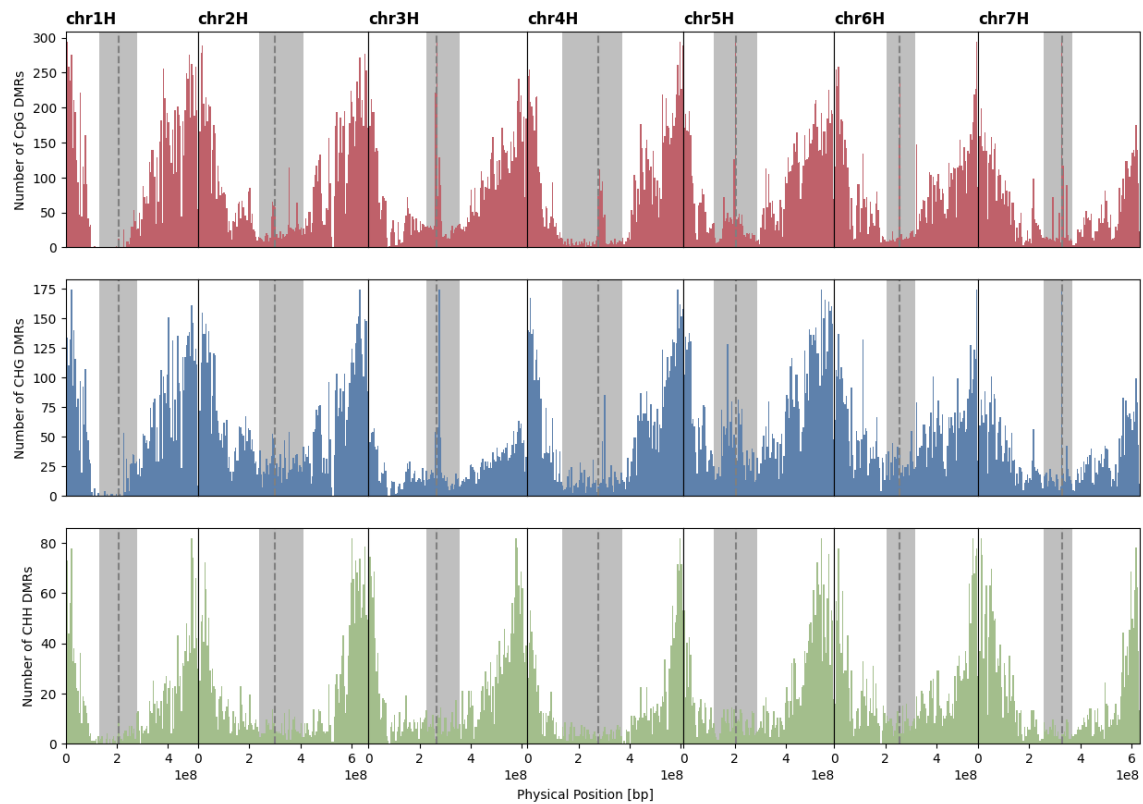 chr1H chr2H chr3H chr4H chr5H chr6H chr7H
300
250
200
150
100
50
0
Number of CpG DMRs
175
150
125
100
75
50
25
0
Number of CHG DMRs
80
60
40
20
0
Number of CHH DMRs
0 2 4 0 2 4 6 0 2 4 6 0 2 4 6 0 2 4 0 2 4 0 2 4 6
1e8 1e8 1e8 1e8 1e8 1e8 1e8
Physical Position [bp]